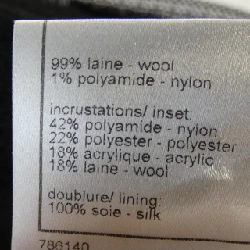 99% laine - wool
1% polyamide - nylon
incrustations/ inset:
42% polyamide - nylon
22% polyester - polyester
18% acrylique - acrylic
18% laine - wool
doublure/ lining:
100% soie - silk
786140